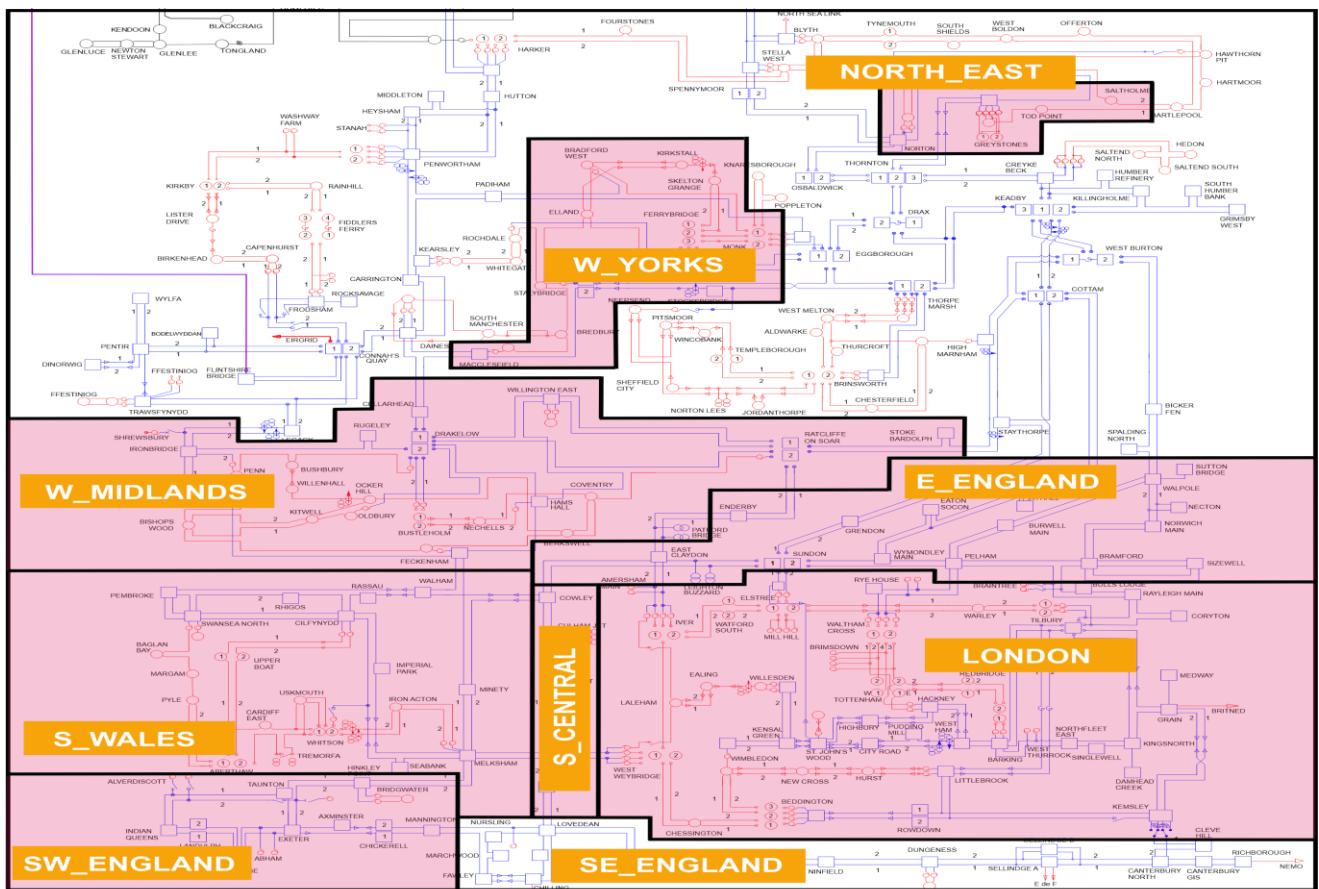 KENDOON
BLACKCRAIG
GLENLUCE
NEWTON
STEWART
GLENLEE
TONGLAND
FOURSTONES
HARKER
NORTH SEA LINK
BLYTH
TYNEMOUTH
SOUTH
SHIELDS
WEST
BOLDON
OFFERTON
HAWTHORN
PIT
STELLA
WEST
NORTH_EAST
HARTMOOR
SPENNYMOOR
SALTHOLME
TOD POINT
HARTLEPOOL
NORTON
GREYSTONES
MIDDLETON
HUTTON
HEYSHAM
WASHWAY
FARM
STANAH
PENWORTHAM
KIRKBY
RAINHILL
LISTER
DRIVE
FIDDLERS
FERRY
BIRKENHEAD
CAPENHURST
PADIHAM
BRADFORD
WEST
KIRKSTALL
SKELTON
GRANGE
KNARESBOROUGH
POPPLETON
ELLAND
FERRYBRIDGE
MONK
W_YORKS
ROCHDALE
KEARSLEY
WHITEGATE
CARRINGTON
STALYBRIDGE
OSBALDWICK
THORNTON
DRAX
EGGBOROUGH
CREYKE
BECK
SALTEND
NORTH
HEDON
SALTEND SOUTH
HUMBER
REFINERY
KEADBY
KILLINGHOLME
SOUTH
HUMBER
BANK
GRIMSBY
WEST
WEST BURTON
COTTAM
THORPE
MARSH
WYLFA
BODELWYDDAN
PENTIR
DINORWIG
EIRGRID
FRODSHAM
ROCKSAVAGE
CONNAH'S
QUAY
FLINTSHIRE
BRIDGE
FFESTINIOG
FFESTINIOG
TRAWSFYNYDD
SOUTH
MANCHESTER
DAINES
BREDBURY
MACCLESFIELD
NEEPSEND
PITSMOOR
WINCOBANK
TEMPLEBOROUGH
SHEFFIELD
CITY
NORTON LEES
JORDANTHORPE
WEST MELTON
ALDWARKE
THURCROFT
BRINSWORTH
CHESTERFIELD
HIGH
MARNHAM
STAYTHORPE
BICKER
FEN
SPALDING
NORTH
SHREWSBURY
IRONBRIDGE
LEGACY
CELLARHEAD
RUGELEY
DRAKELOW
WILLINGTON EAST
RATCLIFFE
ON SOAR
STOKE
BARDOLPH
W_MIDLANDS
PENN
BUSHBURY
WILLENHALL
OCKER
HILL
KITWELL
OLDBURY
BISHOPS
WOOD
BUSTLEHOLM
NECHELLS
COVENTRY
HAMS
HALL
BERKSWELL
FECKENHAM
ENDERBY
PATFORD
BRIDGE
EAST
CLAYDON
E_ENGLAND
SUTTON
BRIDGE
WALPOLE
NECTON
NORWICH
MAIN
EATON
SOCON
GRENDON
BURWELL
MAIN
WYMONDLEY
MAIN
PELHAM
BRAMFORD
SIZEWELL
SUNDON
AMERSHAM
MAIN
LEIGHTON
BUZZARD
PEMBROKE
RASSAU
WALHAM
RHIGOS
SWANSEA NORTH
CILFYNYDD
BAGLAN
BAY
UPPER
BOAT
MARGAM
PYLE
IMPERIAL
PARK
USKMOUTH
IRON ACTON
CARDIFF
EAST
WHITSON
TREMORFA
ABERTHAW
S_WALES
COWLEY
CULHAM JET
MINETY
MELKSHAM
SEABANK
HINKLEY
POINT
S_CENTRAL
ELSTREE
IVER
WATFORD
SOUTH
MILL HILL
RYE HOUSE
WALTHAM
CROSS
BRIMSDOWN
BRAINTREE
BULLS LODGE
RAYLEIGH MAIN
WARLEY
TILBURY
CORYTON
LONDON
EALING
WILLESDEN
LALEHAM
TOTTENHAM
REDBRIDGE
HACKNEY
HIGHBURY
PUDDING
MILL
WEST
HAM
KENSAL
GREEN
ST. JOHN'S
WOOD
CITY ROAD
BARKING
WEST
THURROCK
NORTHFLEET
EAST
SINGLEWELL
MEDWAY
GRAIN
BRITNED
KINGSNORTH
DAMHEAD
CREEK
WEST
WEYBRIDGE
WIMBLEDON
NEW CROSS
HURST
LITTLEBROOK
BEDDINGTON
CHESSINGTON
ROWDOWN
KEMSLEY
CLEVE
HILL
ALVERDISCOTT
TAUNTON
BRIDGWATER
INDIAN
QUEENS
LANDULPH
AXMINSTER
EXETER
ABHAM
MANNINGTON
CHICKERELL
SW_ENGLAND
NURSLING
LOVEDEAN
MARCHWOOD
FAWLEY
CHILLING
SE_ENGLAND
NINFIELD
DUNGENESS
SELLINDGE
E de F
CANTERBURY
NORTH
CANTERBURY
GIS
RICHBOROUGH
NEMO